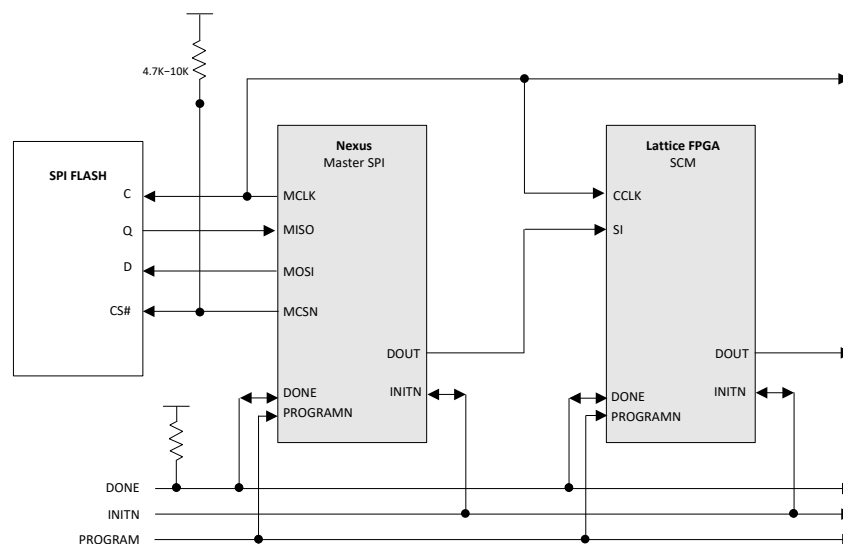 4.7K–10K
SPI FLASH
C
Q
D
CS#
Nexus
Master SPI
MCLK
MISO
MOSI
MCSN
DOUT
DONE
INITN
PROGRAMN
Lattice FPGA
SCM
CCLK
SI
DOUT
DONE
INITN
PROGRAMN
DONE
INITN
PROGRAM